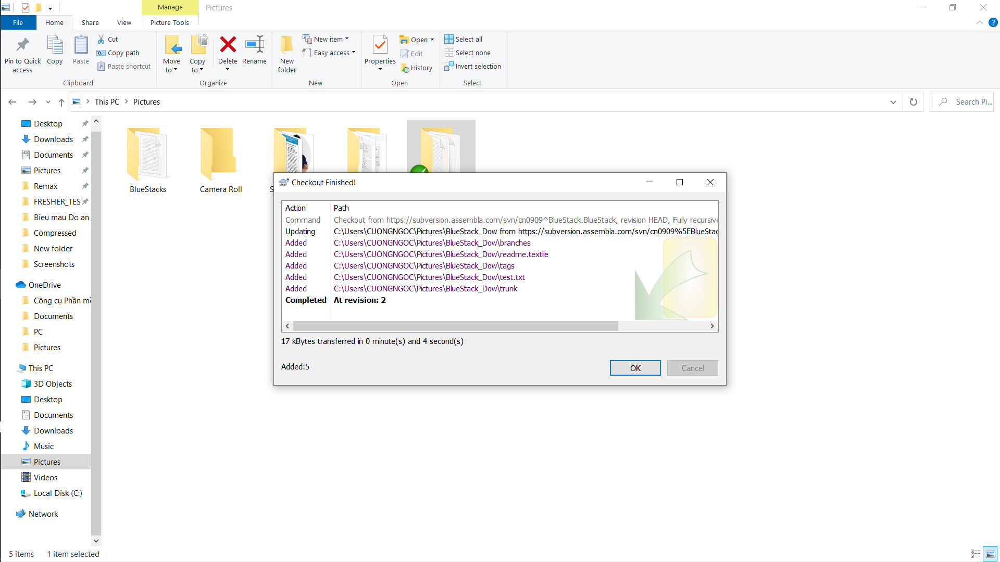 Manage
Pictures
File
Home
Share
View
Picture Tools
Pin to Quick access
Copy
Paste
Cut
Copy path
Paste shortcut
Clipboard
Move to
Copy to
Delete
Rename
Organize
New folder
New item
Easy access
New
Properties
Open
Edit
History
Open
Select all
Select none
Invert selection
Select
This PC
Pictures
Search Pi...
Desktop
Downloads
Documents
Pictures
Remax
FRESHER_TES
Bieu mau Do an
Compressed
New folder
Screenshots
OneDrive
Công cụ Phần mề
Documents
PC
Pictures
This PC
3D Objects
Desktop
Documents
Downloads
Music
Pictures
Videos
Local Disk (C:)
Network
BlueStacks
Camera Roll
S
Checkout Finished!
Action Path
Command Checkout from https://subversion.assembla.com/svn/cn0909^BlueStack.BlueStack, revision HEAD, Fully recursive
Updating C:\Users\CUONGNGOC\Pictures\BlueStack_Dow from https://subversion.assembla.com/svn/cn0909%5EBlueStac
Added C:\Users\CUONGNGOC\Pictures\BlueStack_Dow\branches
Added C:\Users\CUONGNGOC\Pictures\BlueStack_Dow\readme.textile
Added C:\Users\CUONGNGOC\Pictures\BlueStack_Dow\tags
Added C:\Users\CUONGNGOC\Pictures\BlueStack_Dow\test.txt
Added C:\Users\CUONGNGOC\Pictures\BlueStack_Dow\trunk
Completed At revision: 2
17 kBytes transferred in 0 minute(s) and 4 second(s)
Added:5
OK
Cancel
5 items
1 item selected